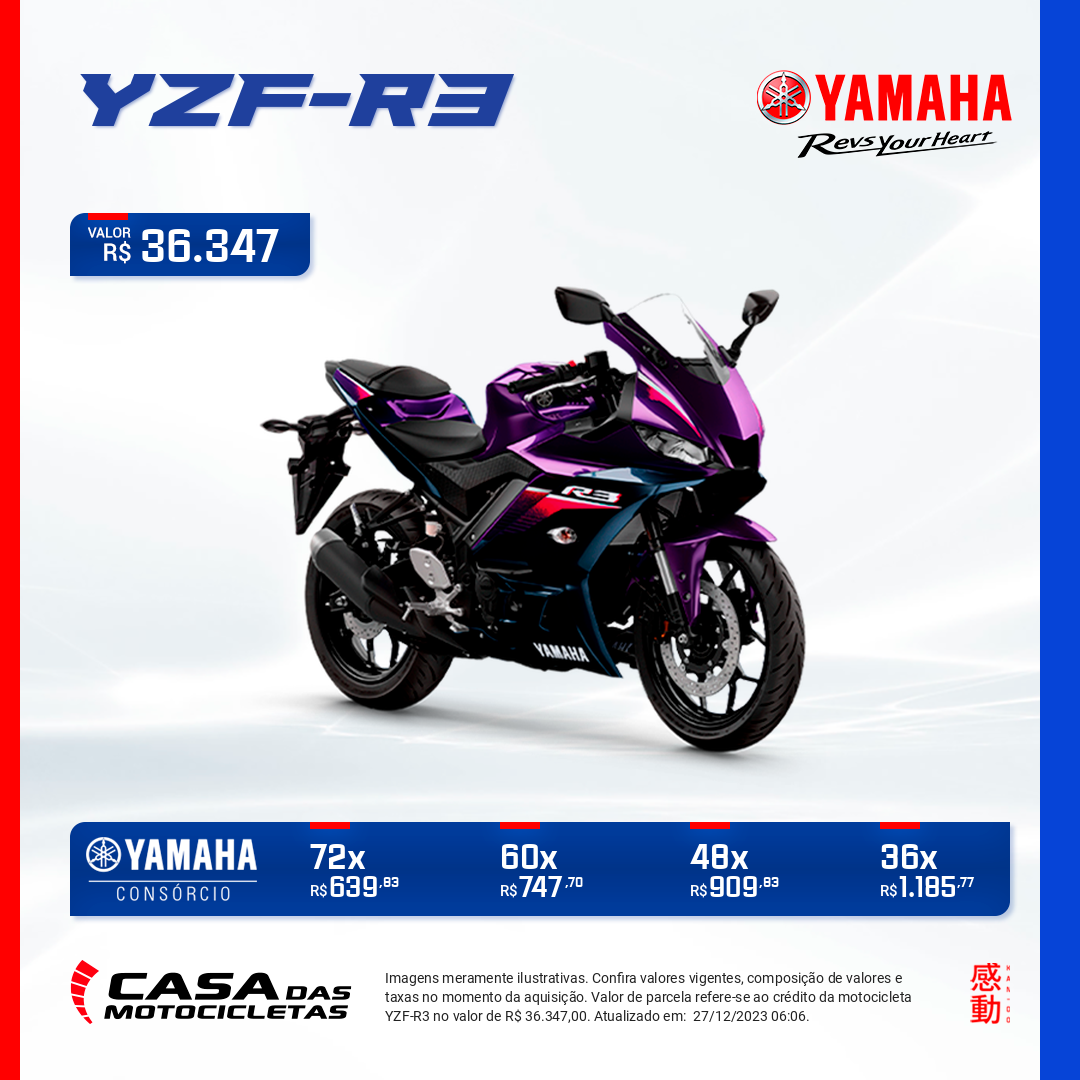 YZF-R3
YAMAHA
Revs Your Heart
VALOR
R$ 36.347
R3
YAMAHA
YAMAHA
CONSÓRCIO
72x
R$ 639,83
60x
R$ 747,70
48x
R$ 909,83
36x
R$ 1.185,77
CASA DAS
MOTOCICLETAS
Imagens meramente ilustrativas. Confira valores vigentes, composição de valores e
taxas no momento da aquisição. Valor de parcela refere-se ao crédito da motocicleta
YZF-R3 no valor de R$ 36.347,00. Atualizado em: 27/12/2023 06:06.
感動